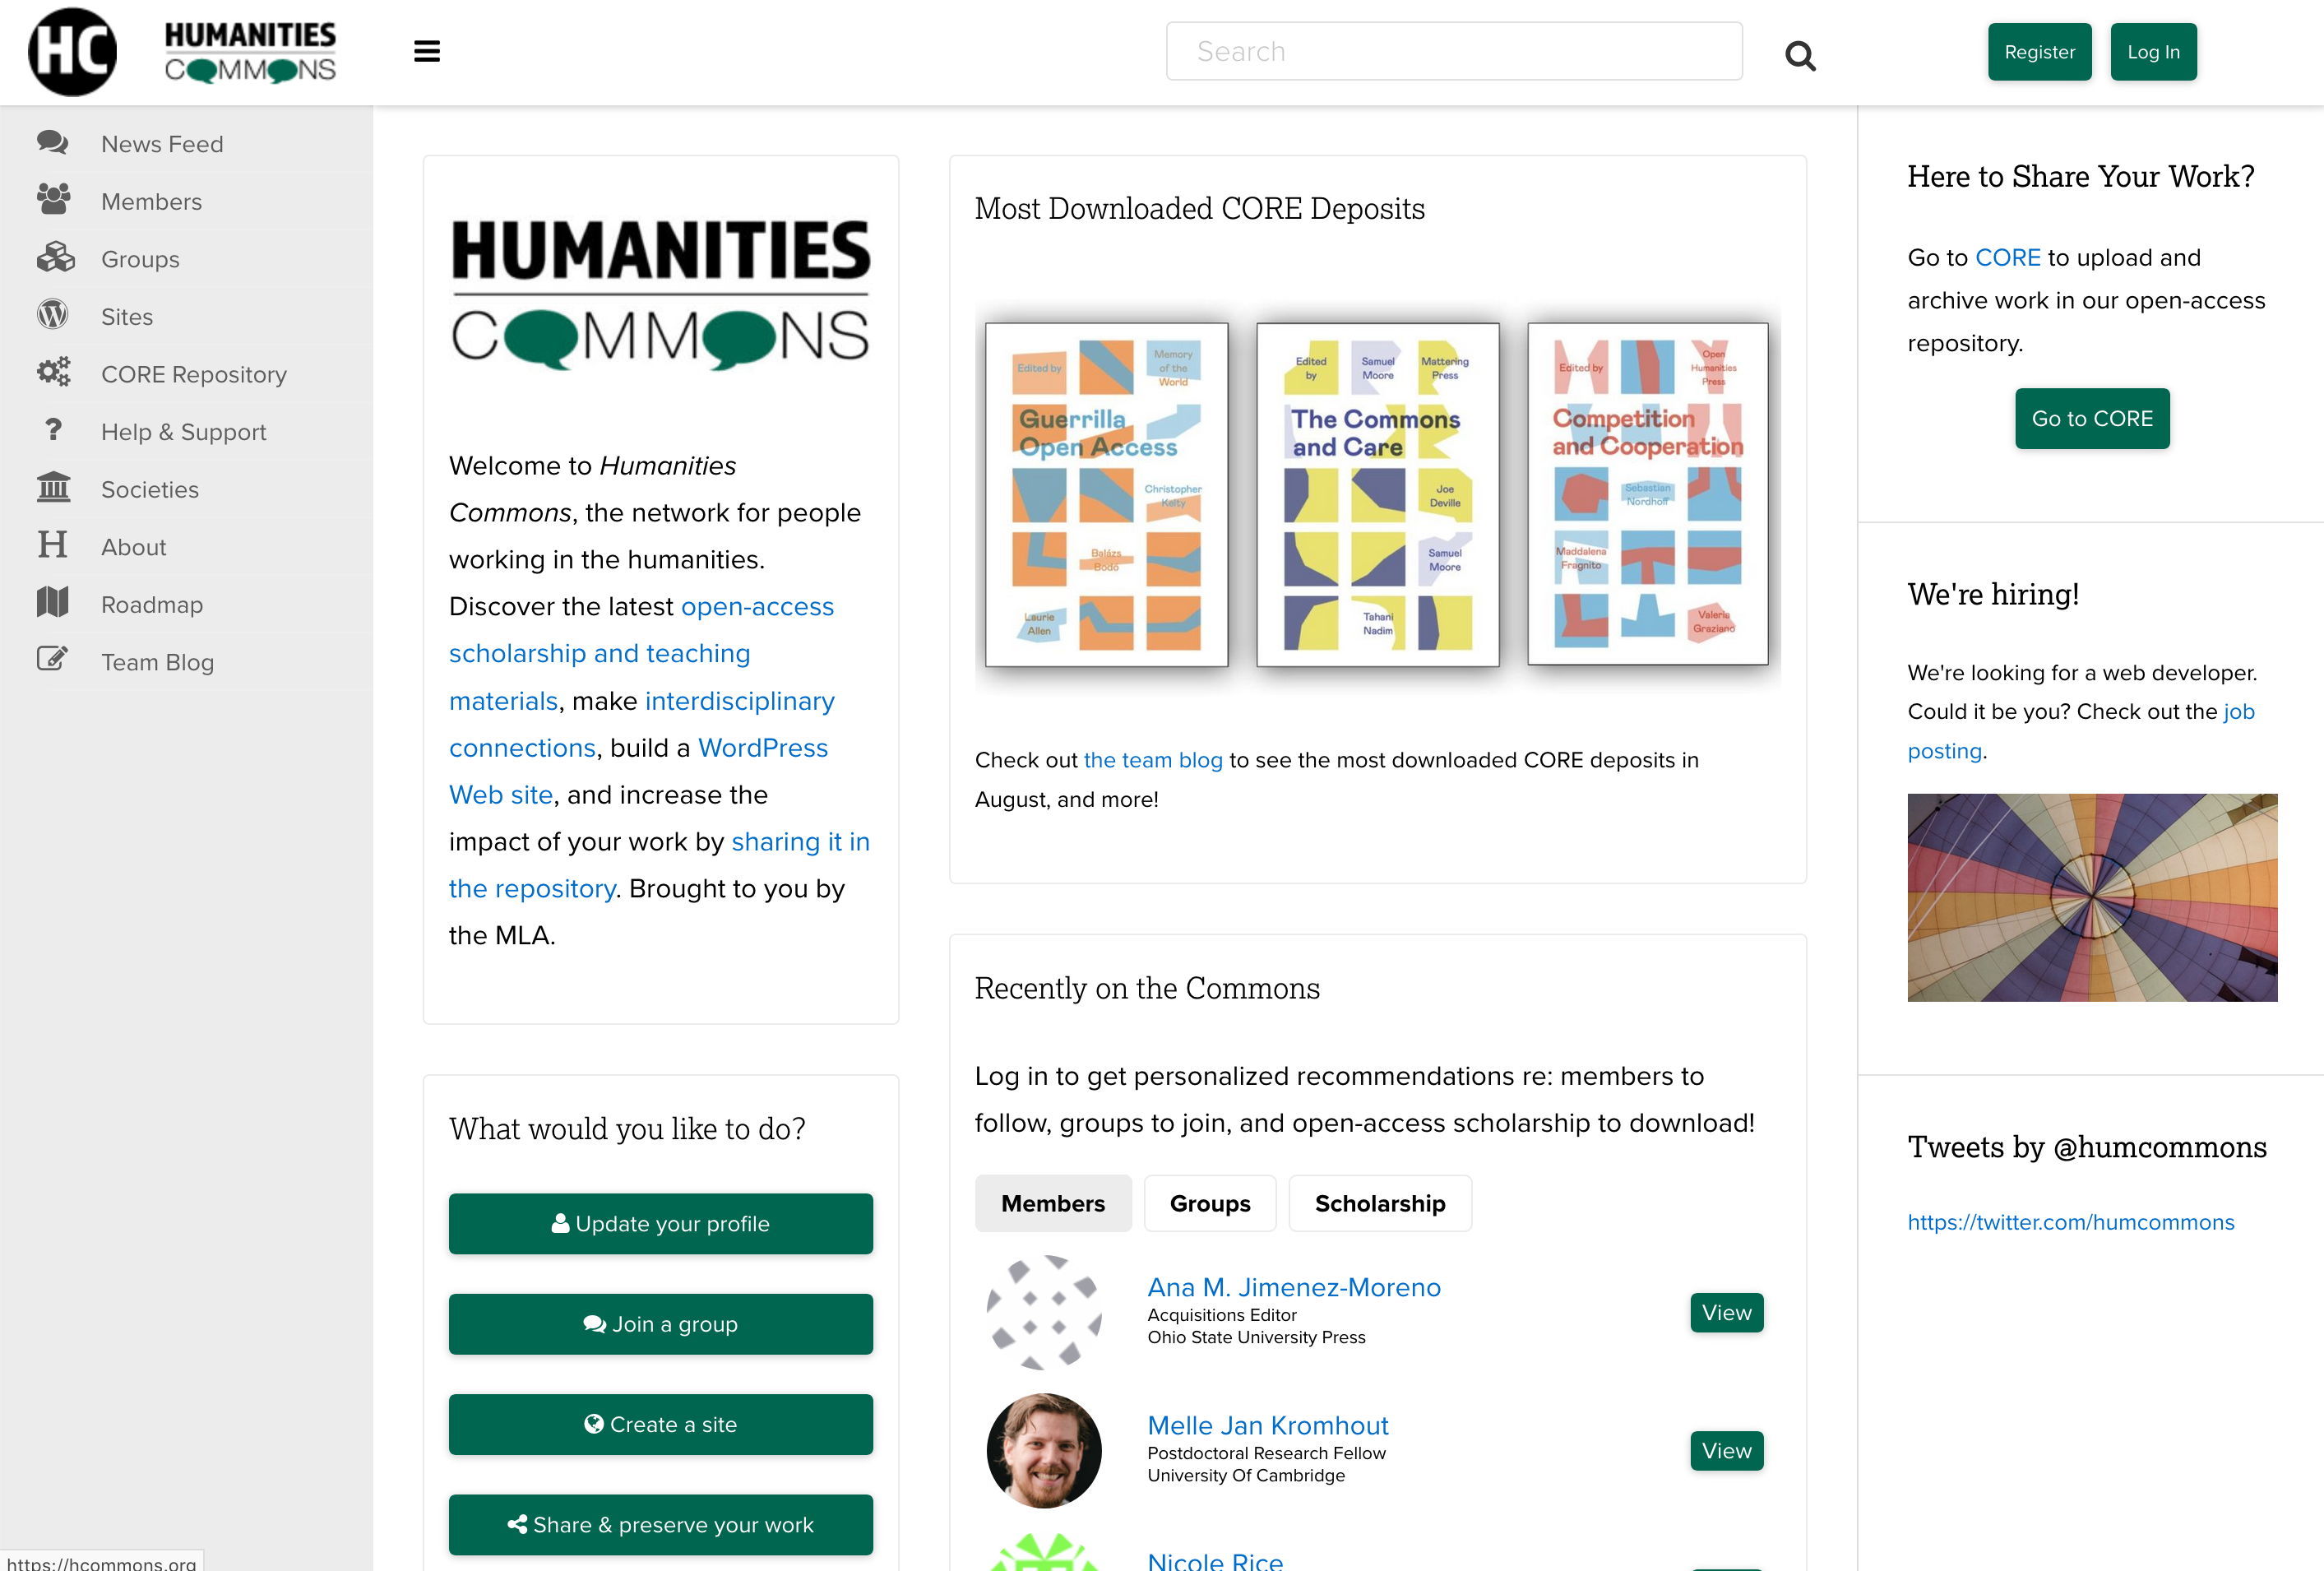 HC
HUMANITIES
COMMONS
Search
Register
Log In
News Feed
Members
Groups
Sites
CORE Repository
Help & Support
Societies
About
Roadmap
Team Blog
HUMANITIES
COMMONS
Welcome to Humanities
Commons, the network for people
working in the humanities.
Discover the latest open-access
scholarship and teaching
materials, make interdisciplinary
connections, build a WordPress
Web site, and increase the
impact of your work by sharing it in
the repository. Brought to you by
the MLA.
What would you like to do?
Update your profile
Join a group
Create a site
Share & preserve your work
Most Downloaded CORE Deposits
Edited by
Memory
of the
World
Guerrilla
Open Access
Christopher
Kelty
Balázs
Bodó
Laurie
Allen
Edited
by
Samuel
Moore
Mattering
Press
The Commons
and Care
Joe
Deville
Samuel
Moore
Tahani
Nadim
Edited by
Open
Humanities
Press
Competition
and Cooperation
Sebastian
Nordhoff
Maddalena
Fragnito
Valeria
Graziano
Check out the team blog to see the most downloaded CORE deposits in
August, and more!
Recently on the Commons
Log in to get personalized recommendations re: members to
follow, groups to join, and open-access scholarship to download!
Members
Groups
Scholarship
Ana M. Jimenez-Moreno
Acquisitions Editor
Ohio State University Press
View
Melle Jan Kromhout
Postdoctoral Research Fellow
University Of Cambridge
View
Nicole Rice
Here to Share Your Work?
Go to CORE to upload and
archive work in our open-access
repository.
Go to CORE
We're hiring!
We're looking for a web developer.
Could it be you? Check out the job
posting.
Tweets by @humcommons
https://twitter.com/humcommons
https://hcommons.org